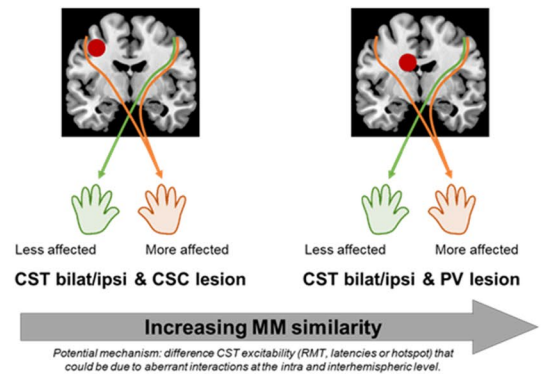 Less affected
More affected
Less affected
More affected
CST bilat/ipsi & CSC lesion
CST bilat/ipsi & PV lesion
Increasing MM similarity
Potential mechanism: difference CST excitability (RMT, latencies or hotspot) that
could be due to aberrant interactions at the intra and interhemispheric level.